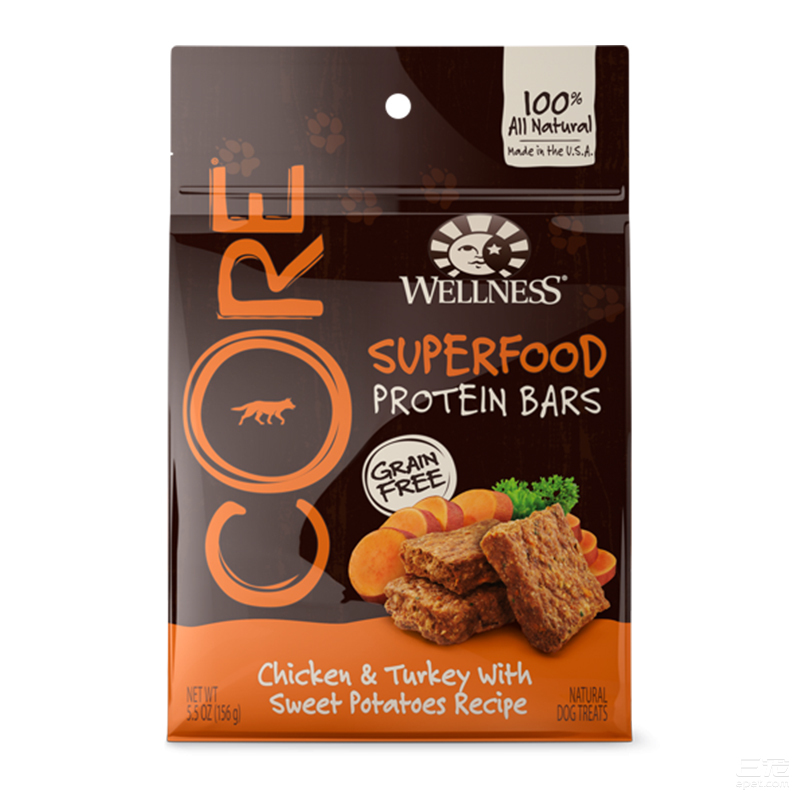 100%
All Natural
Made in the U.S.A.
CORE
WELLNESS®
SUPERFOOD
PROTEIN BARS
GRAIN
FREE
Chicken & Turkey With
Sweet Potatoes Recipe
NET WT
5.5 OZ (156 g)
NATURAL
DOG TREATS